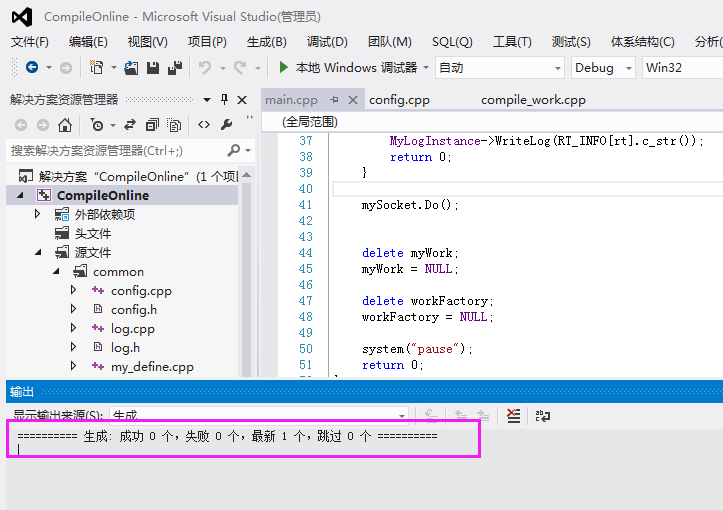 CompileOnline - Microsoft Visual Studio(管理员)
文件(F) 编辑(E) 视图(V) 项目(P) 生成(B) 调试(D) 团队(M) SQL(Q) 工具(T) 测试(S) 体系结构(C) 分析(
本地 Windows 调试器 自动 Debug Win32
解决方案资源管理器
搜索解决方案资源管理器(Ctrl+;)
解决方案“CompileOnline” (1 个项
CompileOnline
外部依赖项
头文件
源文件
common
config.cpp
config.h
log.cpp
log.h
my_define.cpp
main.cpp config.cpp compile_work.cpp
(全局范围)
37 MyLogInstance->WriteLog(RT_INFO[rt].c_str());
38 return 0;
39 }
40
41 mySocket.Do();
42
43
44 delete myWork;
45 myWork = NULL;
46
47 delete workFactory;
48 workFactory = NULL;
49
50 system("pause");
51 return 0;
输出
显示输出来源(S): 生成
========== 生成: 成功 0 个，失败 0 个，最新 1 个，跳过 0 个 ==========